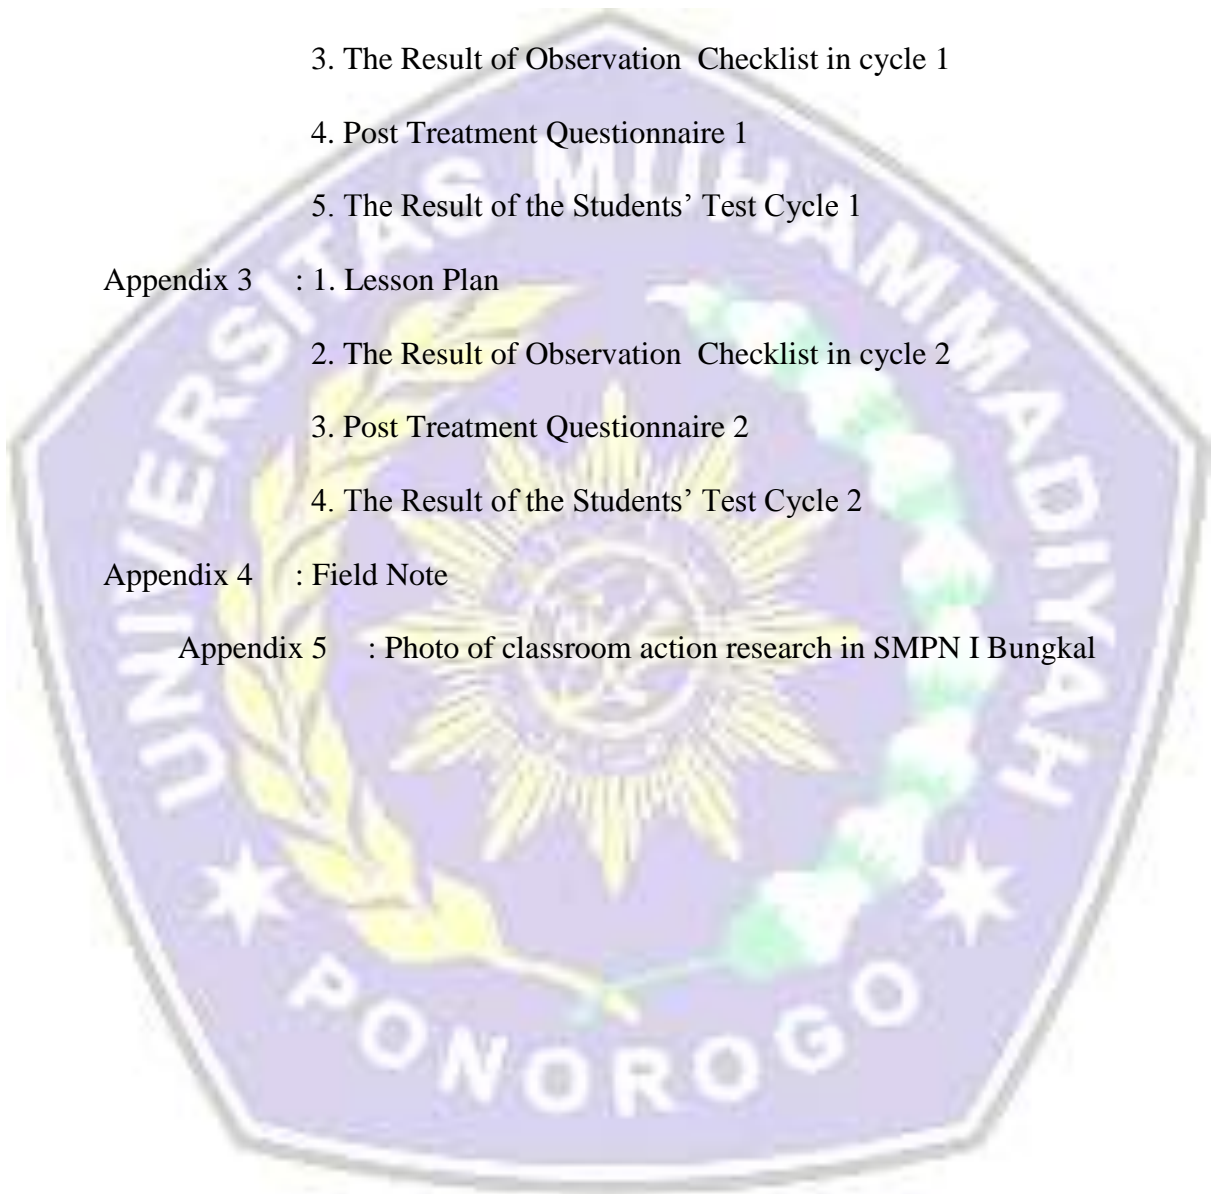 3. The Result of Observation  Checklist in cycle 1
4. Post Treatment Questionnaire 1
5. The Result of the Students’ Test Cycle 1
Appendix 3 : 1. Lesson Plan
2. The Result of Observation  Checklist in cycle 2
3. Post Treatment Questionnaire 2
4. The Result of the Students’ Test Cycle 2
Appendix 4 : Field Note
Appendix 5 : Photo of classroom action research in SMPN I Bungkal
UNIVERSITAS MUHAMMADIYAH
PONOROGO